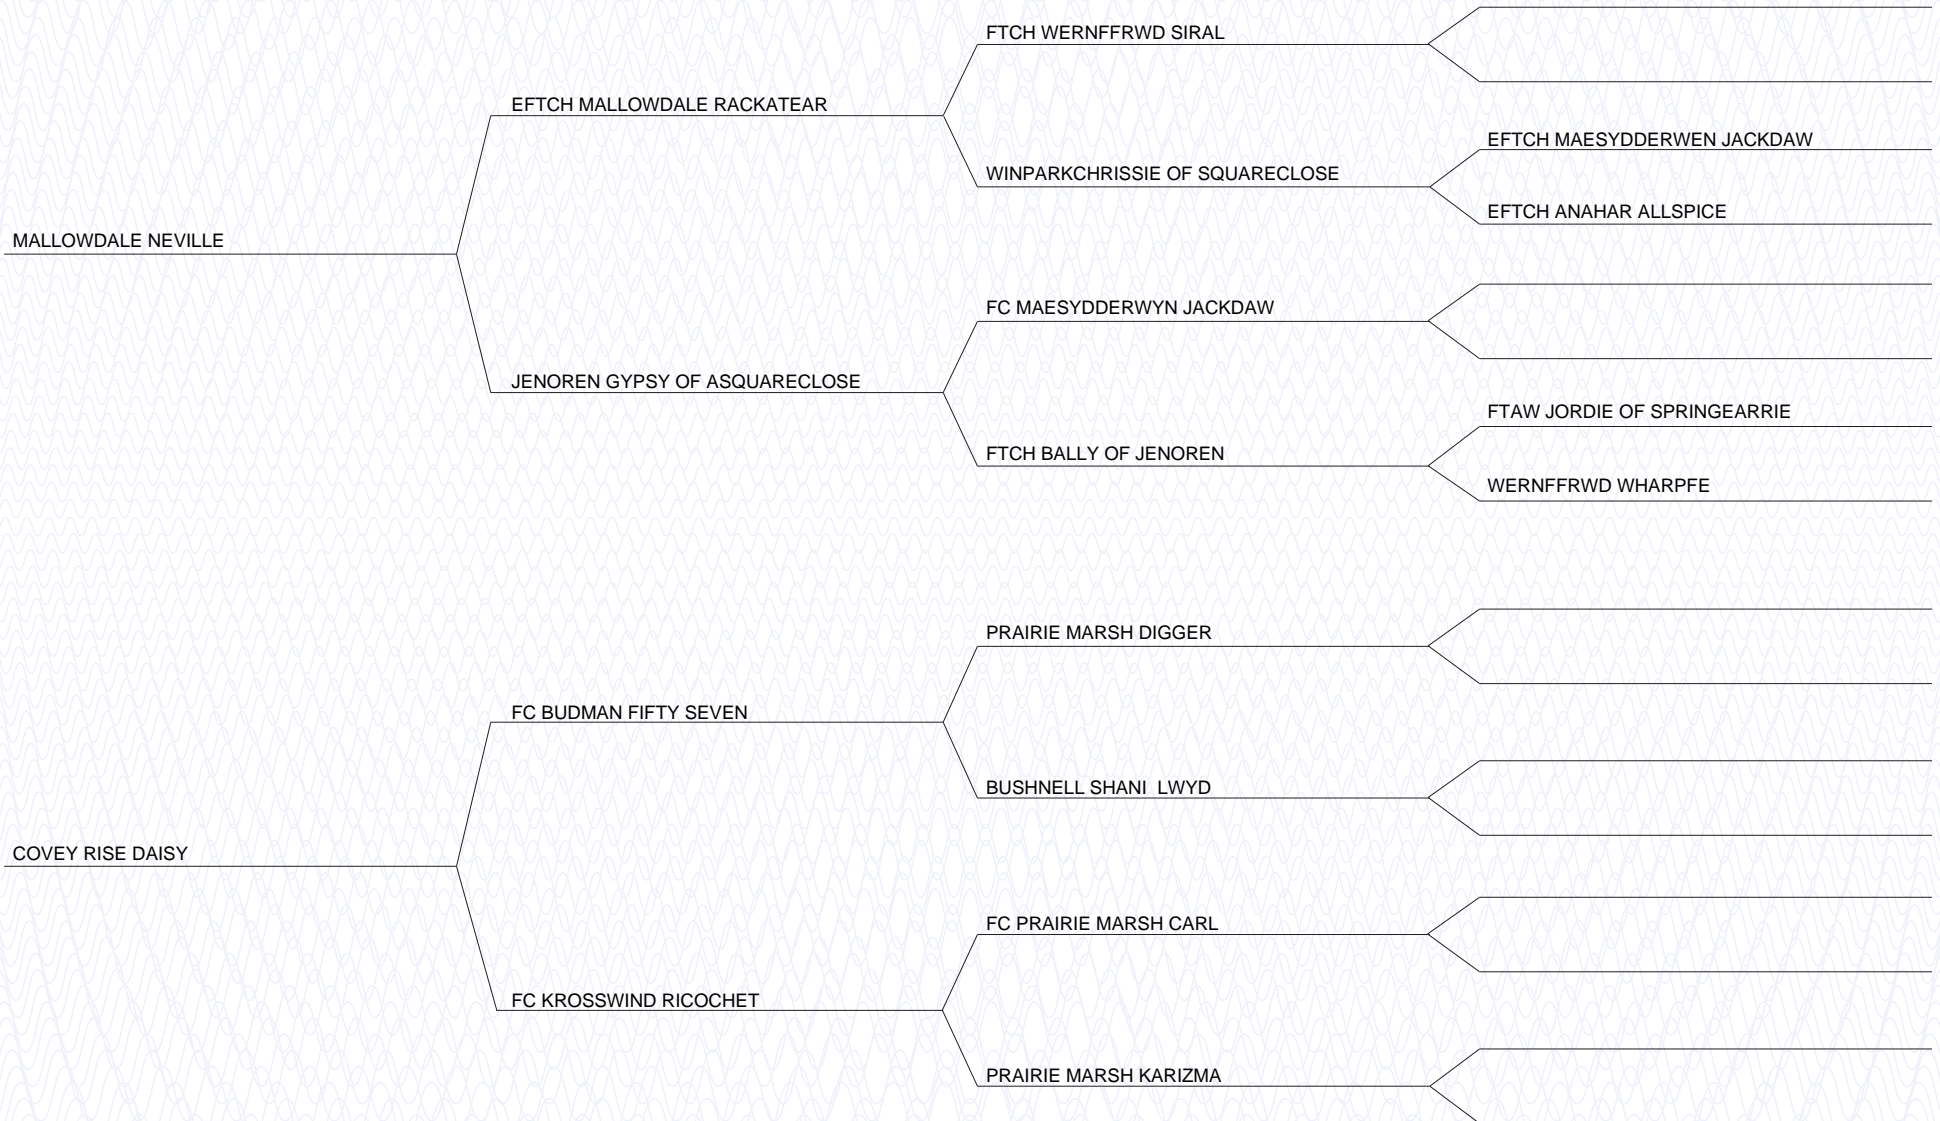 FTCH WERNFFRWD SIRAL
EFTCH MALLOWDALE RACKATEAR
EFTCH MAESYDDERWEN JACKDAW
WINPARKCHRISSIE OF SQUARECLOSE
EFTCH ANAHAR ALLSPICE
MALLOWDALE NEVILLE
FC MAESYDDERWYN JACKDAW
JENOREN GYPSY OF ASQUARECLOSE
FTAW JORDIE OF SPRINGEARRIE
FTCH BALLY OF JENOREN
WERNFFRWD WHARPFE
PRAIRIE MARSH DIGGER
FC BUDMAN FIFTY SEVEN
BUSHNELL SHANI  LWYD
COVEY RISE DAISY
FC PRAIRIE MARSH CARL
FC KROSSWIND RICOCHET
PRAIRIE MARSH KARIZMA